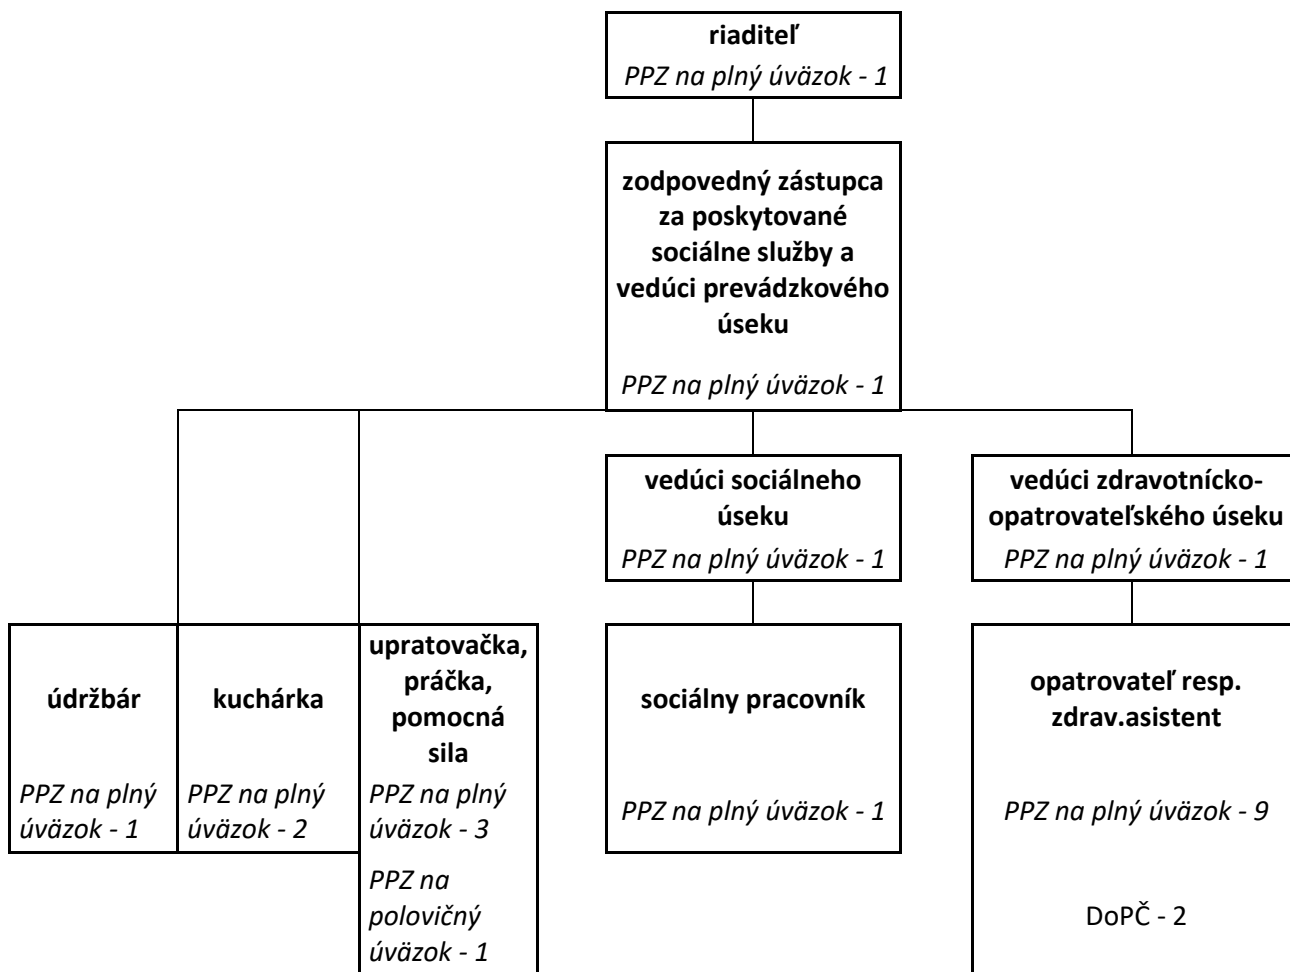 riaditeľ
PPZ na plný úväzok - 1
zodpovedný zástupca
za poskytované
sociálne služby a
vedúci prevádzkového
úseku
PPZ na plný úväzok - 1
vedúci sociálneho
úseku
PPZ na plný úväzok - 1
vedúci zdravotnícko-
opatrovateľského úseku
PPZ na plný úväzok - 1
údržbár
PPZ na plný
úväzok - 1
kuchárka
PPZ na plný
úväzok - 2
upratovačka,
práčka,
pomocná
sila
PPZ na plný
úväzok - 3
PPZ na
polovičný
úväzok - 1
sociálny pracovník
PPZ na plný úväzok - 1
opatrovateľ resp.
zdrav.asistent
PPZ na plný úväzok - 9
DoPČ - 2